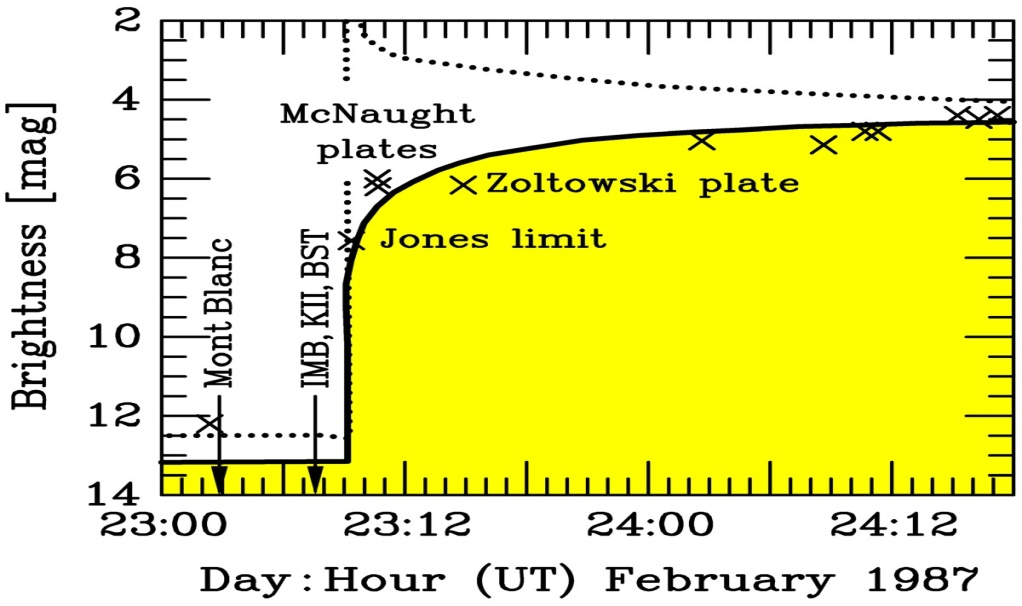 2
4
6
8
10
12
14
Brightness [mag]
McNaught
plates
Zoltowski plate
Jones limit
Mont Blanc
IMB, KII, BST
23:00
23:12
24:00
24:12
Day : Hour (UT) February 1987